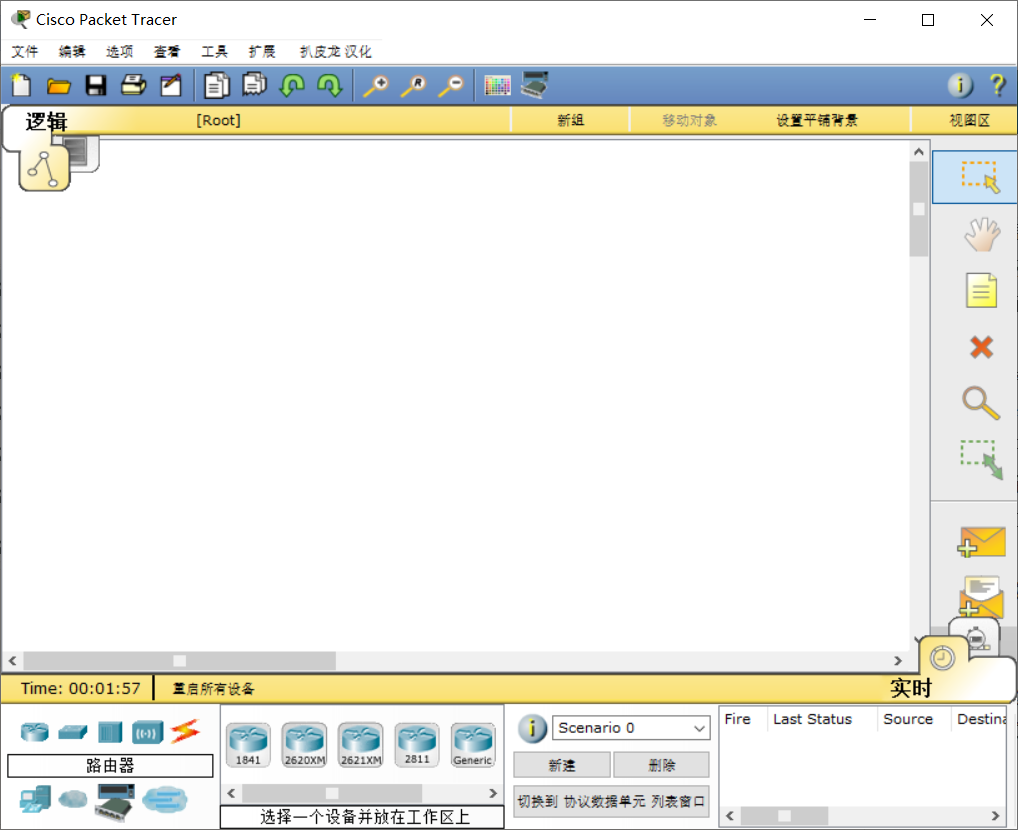 Cisco Packet Tracer
文件 编辑 选项 查看 工具 扩展 扒皮龙 汉化
R
i ?
逻辑 [Root] 新组 移动对象 设置平铺背景 视图区
Time: 00:01:57 重启所有设备 实时
路由器
1841 2620XM 2621XM 2811 Generic
选择一个设备并放在工作区上
i Scenario 0
新建 删除
切换到 协议数据单元 列表窗口
Fire Last Status Source Destina